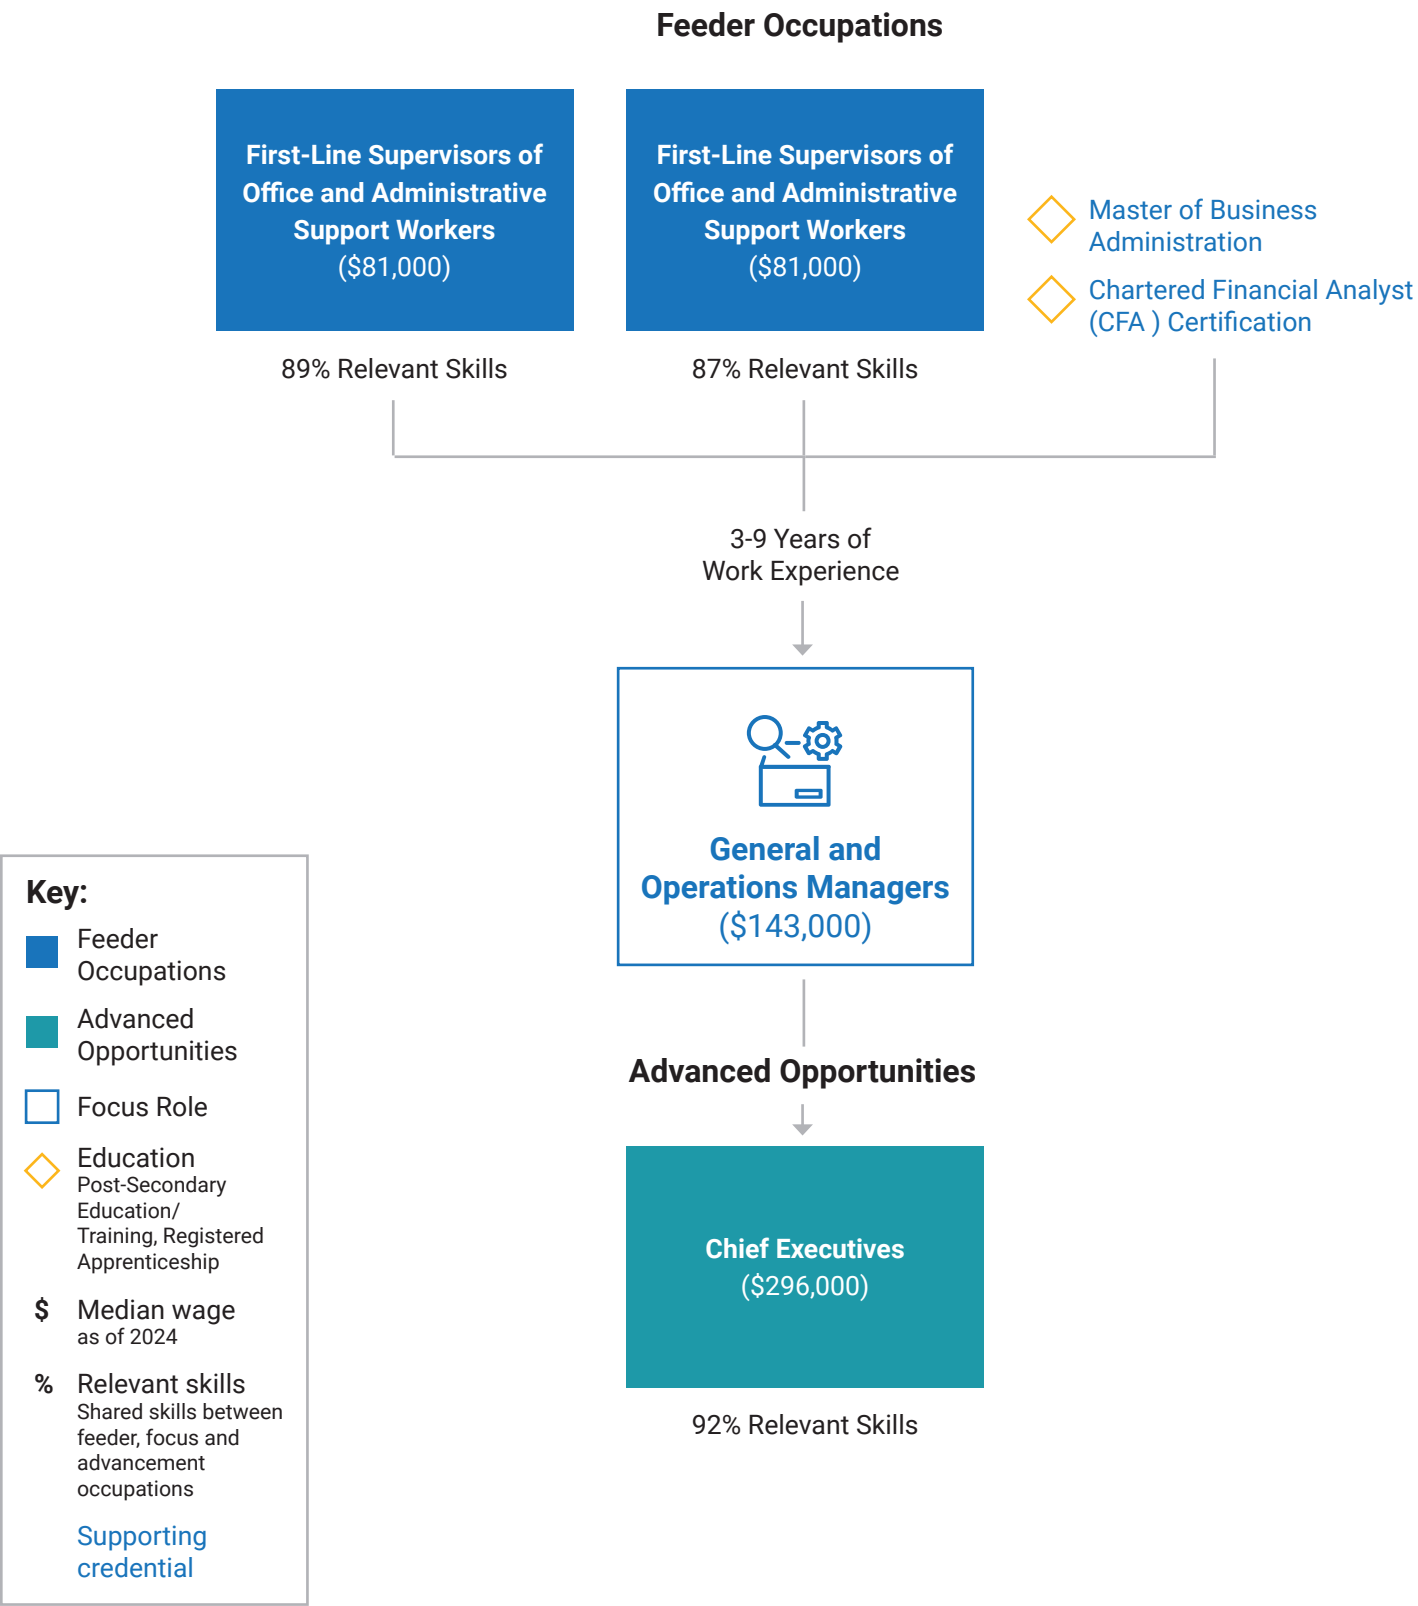 Feeder Occupations
First-Line Supervisors of
Office and Administrative
Support Workers
($81,000)
89% Relevant Skills
First-Line Supervisors of
Office and Administrative
Support Workers
($81,000)
87% Relevant Skills
Master of Business
Administration
Chartered Financial Analyst
(CFA ) Certification
3-9 Years of
Work Experience
General and
Operations Managers
($143,000)
Advanced Opportunities
Chief Executives
($296,000)
92% Relevant Skills
Key:
Feeder
Occupations
Advanced
Opportunities
Focus Role
Education
Post-Secondary
Education/
Training, Registered
Apprenticeship
$ Median wage
as of 2024
% Relevant skills
Shared skills between
feeder, focus and
advancement
occupations
Supporting
credential